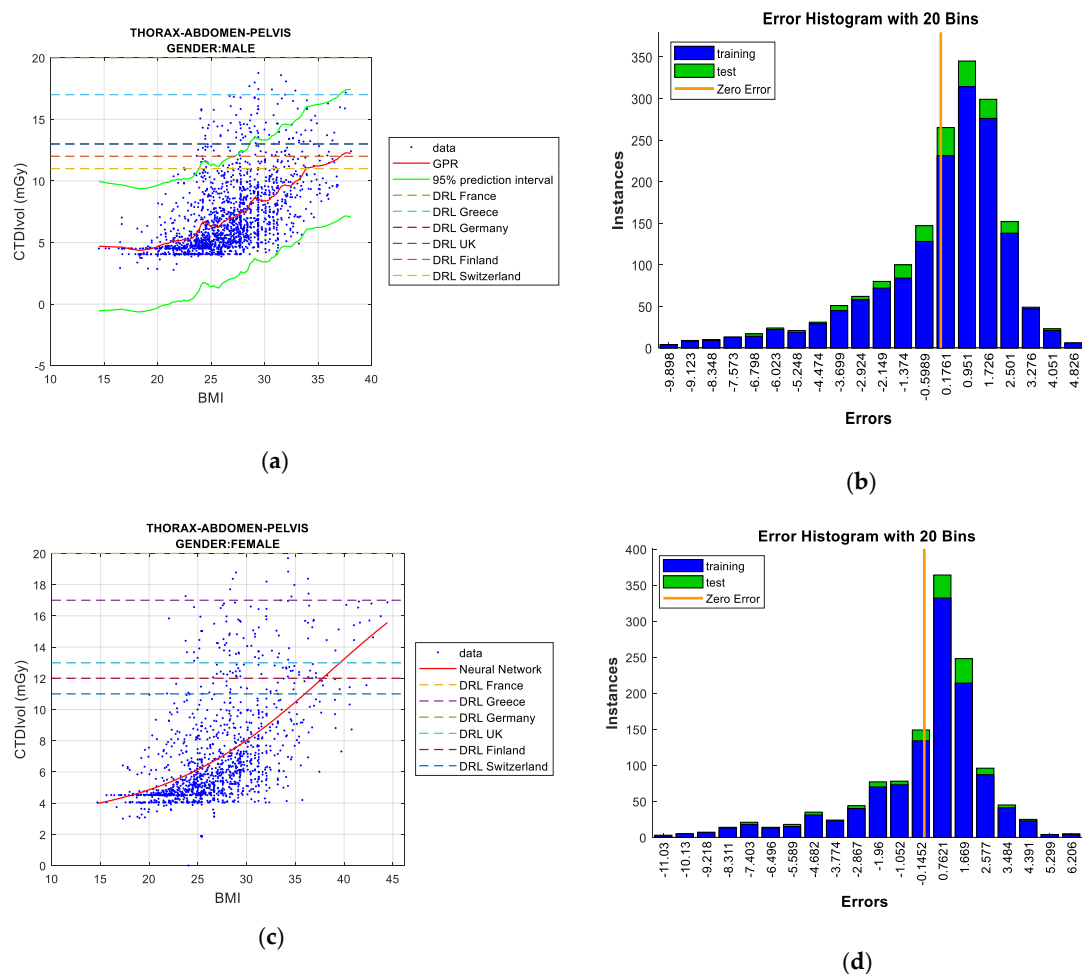 THORAX-ABDOMEN-PELVIS
GENDER:MALE
20
15
10
5
0
-5
CTDIvol (mGy)
10 15 20 25 30 35 40
BMI
data
GPR
95% prediction interval
DRL France
DRL Greece
DRL Germany
DRL UK
DRL Finland
DRL Switzerland
(a)
Error Histogram with 20 Bins
training
test
Zero Error
350
300
250
200
150
100
50
0
Instances
-9.898 -9.123 -8.348 -7.573 -6.798 -6.023 -5.248 -4.474 -3.699 -2.924 -2.149 -1.374 -0.5989 0.1761 0.951 1.726 2.501 3.276 4.051 4.826
Errors
(b)
THORAX-ABDOMEN-PELVIS
GENDER:FEMALE
20
18
16
14
12
10
8
6
4
2
0
CTDIvol (mGy)
10 15 20 25 30 35 40 45
BMI
data
Neural Network
DRL France
DRL Greece
DRL Germany
DRL UK
DRL Finland
DRL Switzerland
(c)
Error Histogram with 20 Bins
training
test
Zero Error
400
350
300
250
200
150
100
50
0
Instances
-11.03 -10.13 -9.218 -8.311 -7.403 -6.496 -5.589 -4.682 -3.774 -2.867 -1.96 -1.052 -0.1452 0.7621 1.669 2.577 3.484 4.391 5.299 6.206
Errors
(d)